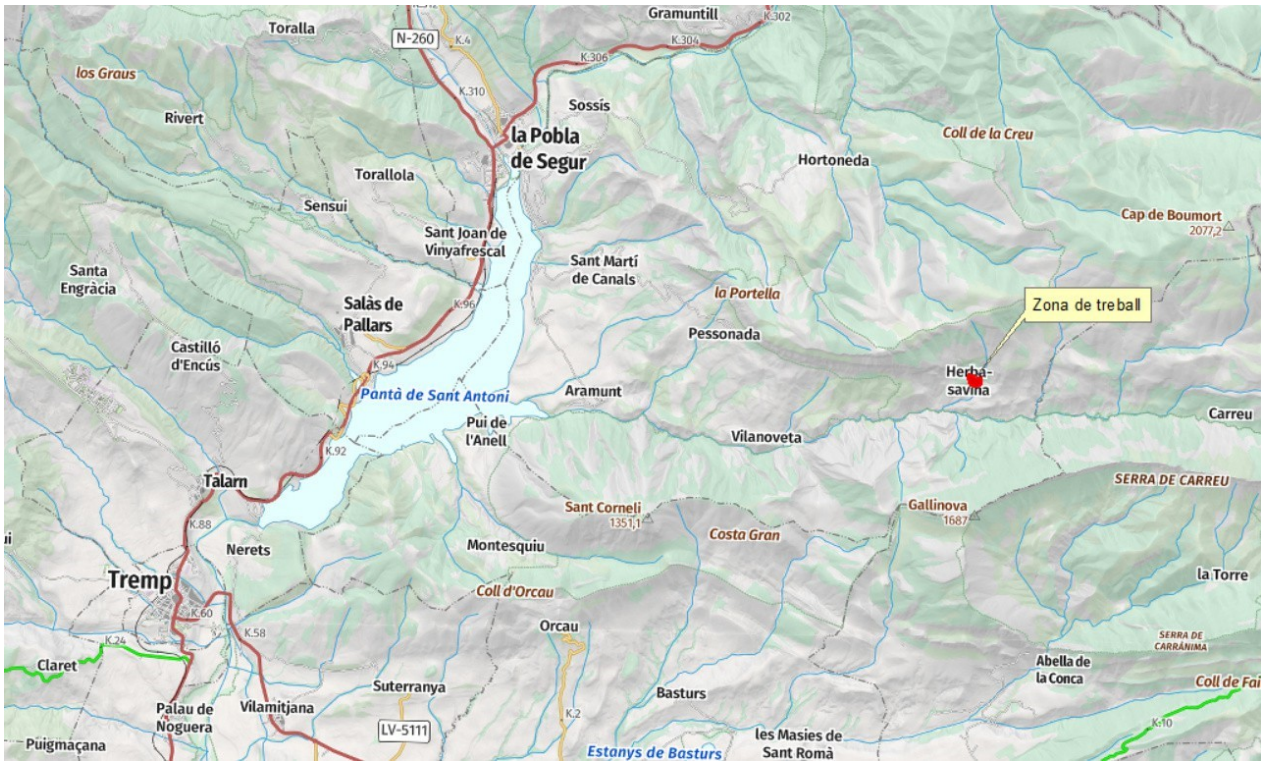 Gramuntill
K.302
Toralla
N-260
K.4
K.304
K.306
los Graus
K.310
Sossís
Rivert
la Pobla
de Segur
Coll de la Creu
Hortoneda
Torallola
Sensui
Cap de Boumort
2077,2
Sant Joan de
Vinyafrescal
Sant Martí
de Canals
Santa
Engràcia
la Portella
Zona de treball
Salàs de
Pallars
K.96
Pessonada
Castilló
d'Encús
K.94
Herba-
savina
Pantà de Sant Antoni
Aramunt
Carreu
Pui de
l'Anell
Vilanoveta
K.92
Talarn
SERRA DE CARREU
Sant Corneli
1351,1
Gallinova
1687
K.88
Costa Gran
ui
Nerets
Montesquiu
la Torre
Tremp
Coll d'Orcau
K.60
Orcau
K.58
K.24
SERRA DE
CARRÀNIMA
Claret
Abella de
la Conca
Suterranya
Coll de Fai
Basturs
Palau de
Noguera
Vilamitjana
K.2
K.10
LV-5111
Puigmaçana
les Masies de
Sant Romà
Estanys de Basturs